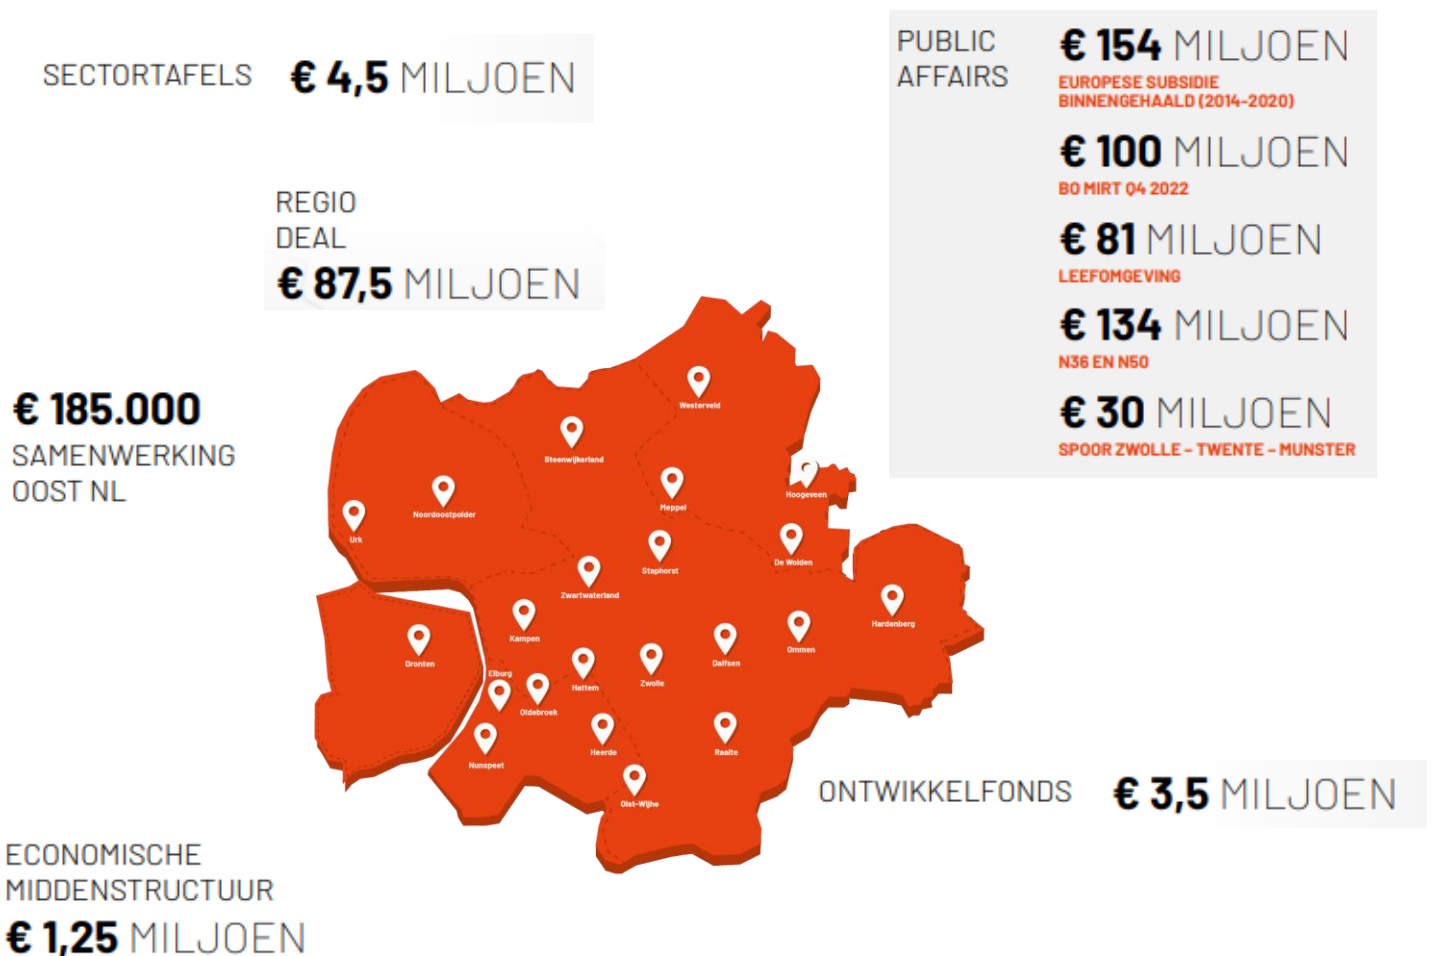 SECTORTAFELS € 4,5 MILJOEN
REGIO
DEAL
€ 87,5 MILJOEN
€ 185.000
SAMENWERKING
OOST NL
PUBLIC
AFFAIRS
€ 154 MILJOEN
EUROPESE SUBSIDIE
BINNENGEHAALD (2014-2020)
€ 100 MILJOEN
BO MIRT Q4 2022
€ 81 MILJOEN
LEEFOMGEVING
€ 134 MILJOEN
N36 EN N50
€ 30 MILJOEN
SPOOR ZWOLLE – TWENTE – MUNSTER
Westerveld
Steenwijkerland
Hoogeveen
Meppel
Noordoostpolder
Urk
De Wolden
Staphorst
Zwartwaterland
Hardenberg
Kampen
Ommen
Dronten
Dalfsen
Elburg
Zwolle
Hattem
Oldebroek
Heerde
Raalte
Nunspeet
Olst-Wijhe
ONTWIKKELFONDS € 3,5 MILJOEN
ECONOMISCHE
MIDDENSTRUCTUUR
€ 1,25 MILJOEN